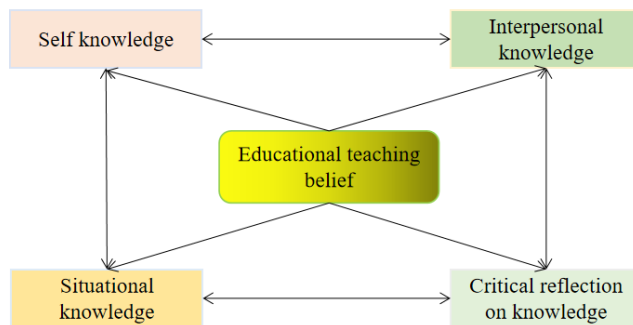 Self knowledge
Interpersonal
knowledge
Educational teaching
belief
Situational
knowledge
Critical reflection
on knowledge